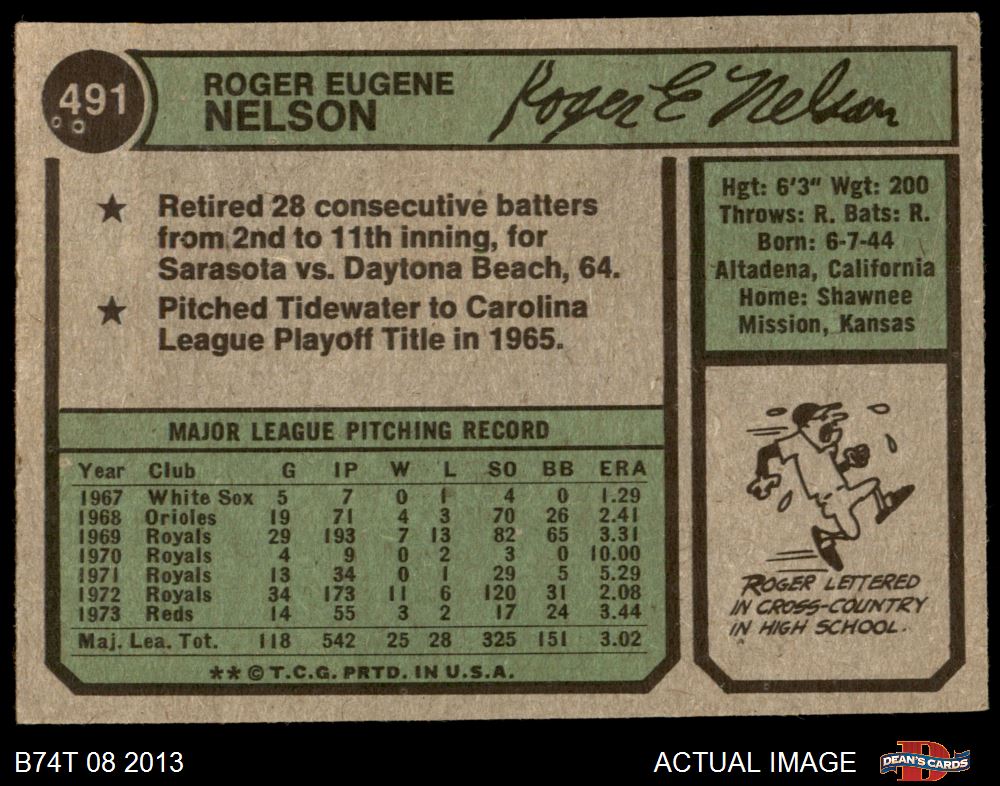 491
ROGER EUGENE
NELSON
Roger E Nelson
★ Retired 28 consecutive batters
from 2nd to 11th inning, for
Sarasota vs. Daytona Beach, 64.
★ Pitched Tidewater to Carolina
League Playoff Title in 1965.
Hgt: 6'3" Wgt: 200
Throws: R. Bats: R.
Born: 6-7-44
Altadena, California
Home: Shawnee
Mission, Kansas
MAJOR LEAGUE PITCHING RECORD
Year Club G IP W L SO BB ERA
1967 White Sox 5 7 0 1 4 0 1.29
1968 Orioles 19 71 4 3 70 26 2.41
1969 Royals 29 193 7 13 82 65 3.31
1970 Royals 4 9 0 2 3 0 10.00
1971 Royals 13 34 0 1 29 5 5.29
1972 Royals 34 173 11 6 120 31 2.08
1973 Reds 14 55 3 2 17 24 3.44
Maj. Lea. Tot. 118 542 25 28 325 151 3.02
** © T.C.G. PRTD. IN U.S.A.
ROGER LETTERED
IN CROSS-COUNTRY
IN HIGH SCHOOL.
B74T 08 2013
ACTUAL IMAGE
DEAN'S CARDS